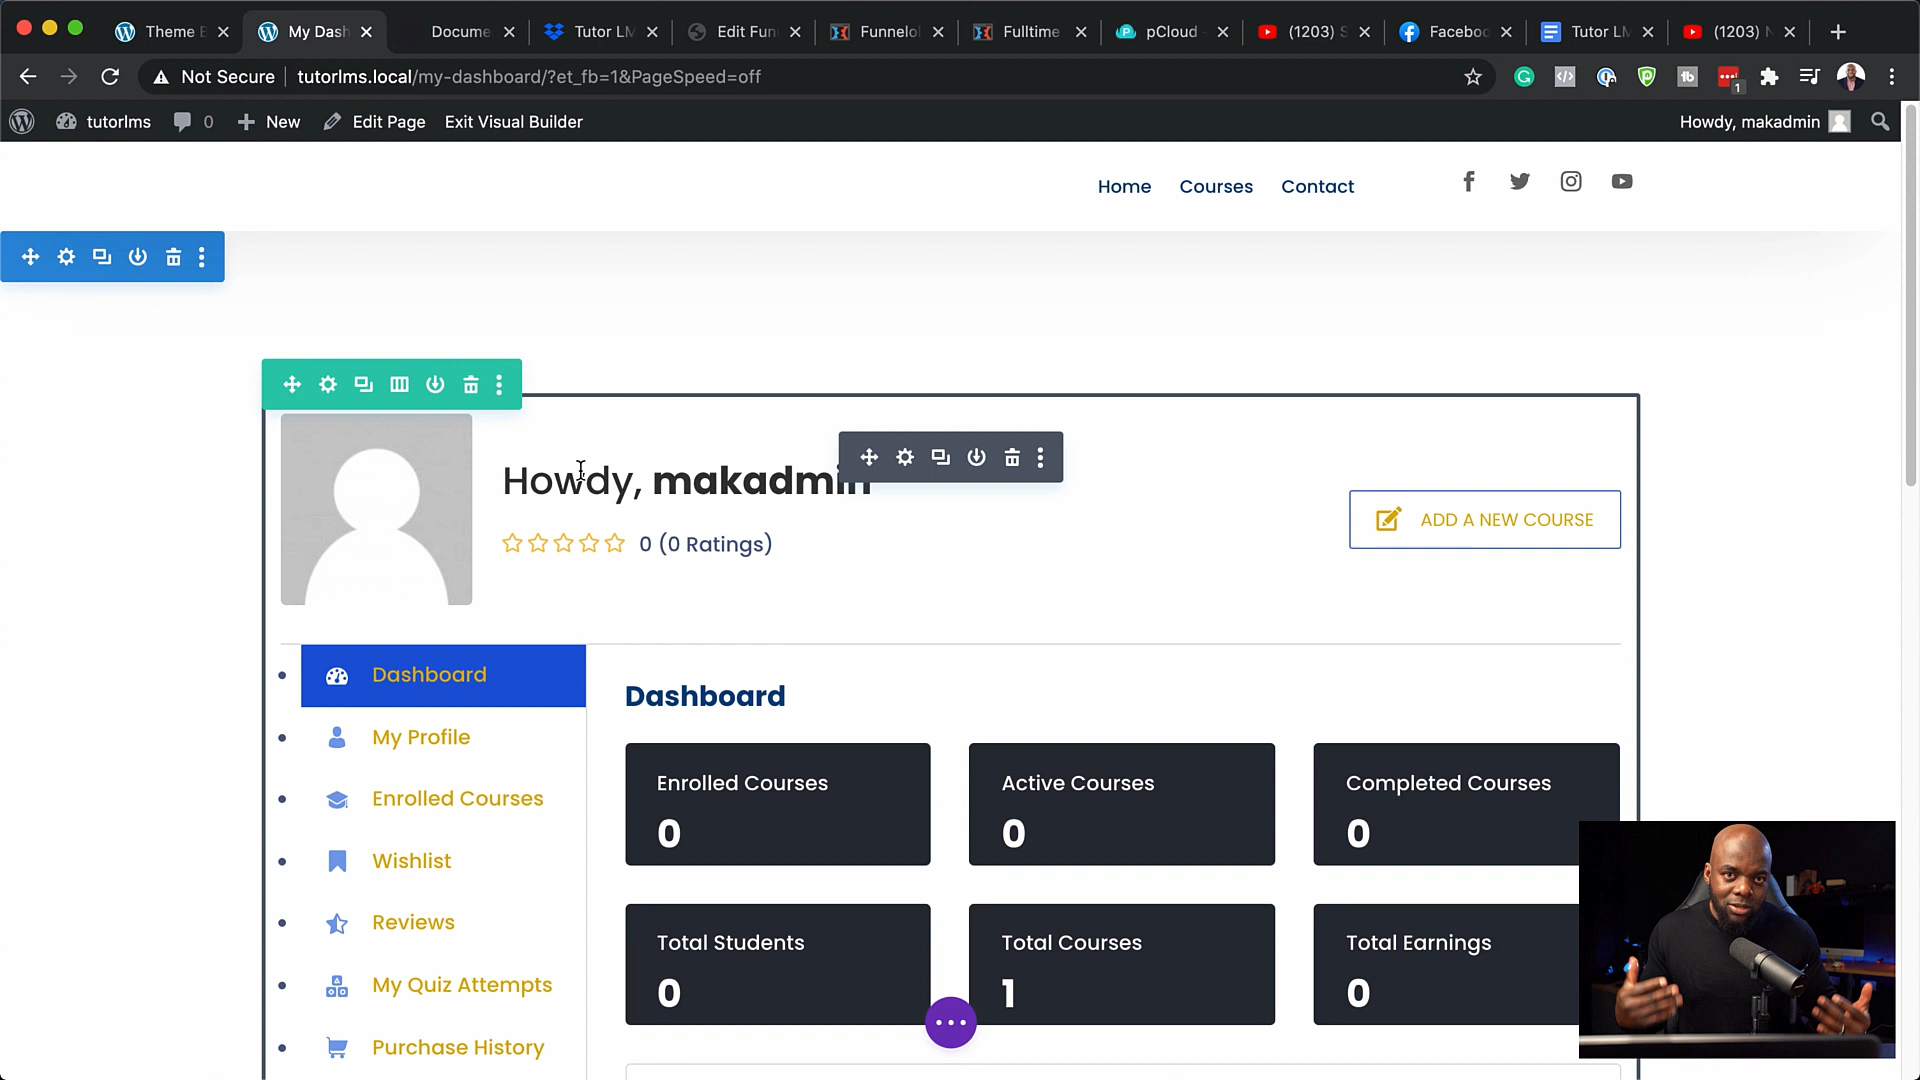 Theme B
My Dash
Docume
Tutor LM
Edit Fun
Funnelo
Fulltime
pCloud
(1203) S
Faceboo
Tutor LM
(1203) N
Not Secure
tutorlms.local/my-dashboard/?et_fb=1&PageSpeed=off
1
tutorlms
0
New
Edit Page
Exit Visual Builder
Howdy, makadmin
Home
Courses
Contact
Howdy, makadmin
0 (0 Ratings)
ADD A NEW COURSE
Dashboard
My Profile
Enrolled Courses
Wishlist
Reviews
My Quiz Attempts
Purchase History
Dashboard
Enrolled Courses
0
Active Courses
0
Completed Courses
0
Total Students
0
Total Courses
1
Total Earnings
0